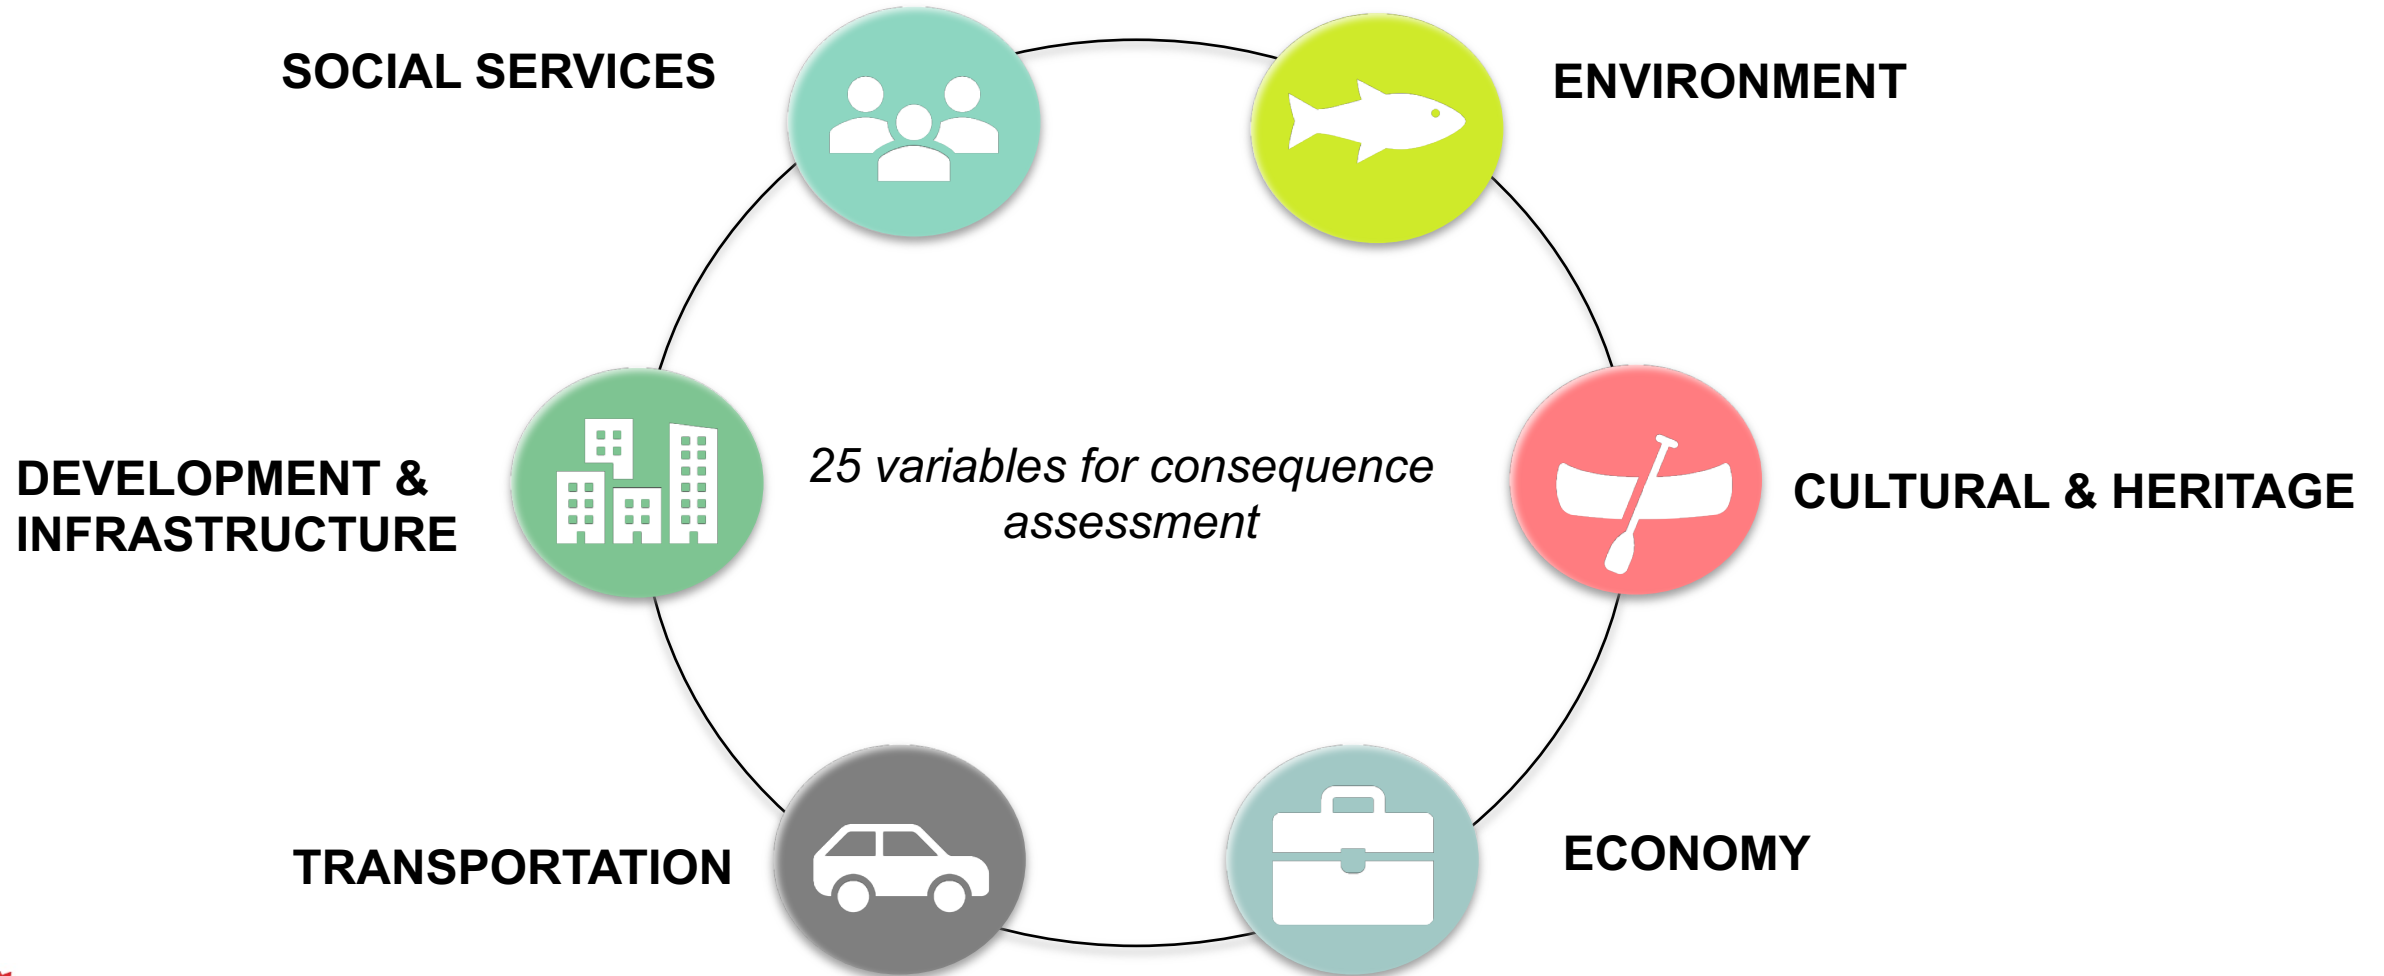 SOCIAL SERVICES
ENVIRONMENT
DEVELOPMENT &
INFRASTRUCTURE
25 variables for consequence
assessment
CULTURAL & HERITAGE
TRANSPORTATION
ECONOMY